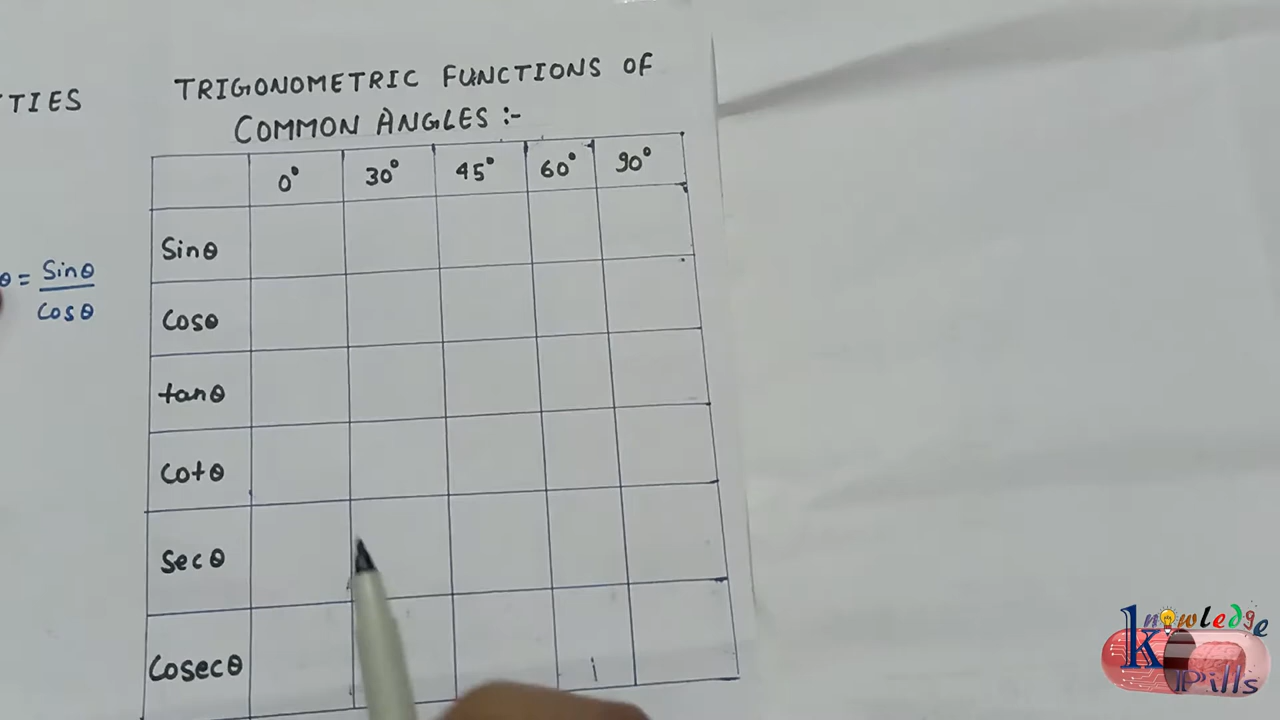 TIES
TRIGONOMETRIC FUNCTIONS OF
COMMON ANGLES :-
0° 30° 45° 60° 90°
Sinθ
Cosθ
tanθ
Cotθ
Secθ
Cosecθ
θ = Sinθ
Cosθ
knowledge
Pills